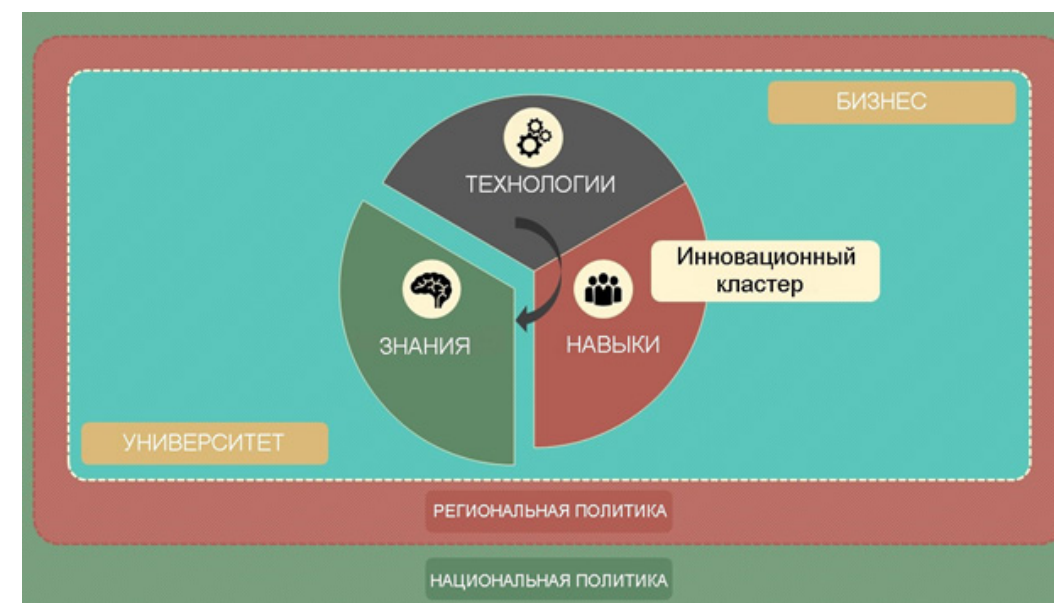 БИЗНЕС
ТЕХНОЛОГИИ
Инновационный
кластер
ЗНАНИЯ
НАВЫКИ
УНИВЕРСИТЕТ
РЕГИОНАЛЬНАЯ ПОЛИТИКА
НАЦИОНАЛЬНАЯ ПОЛИТИКА